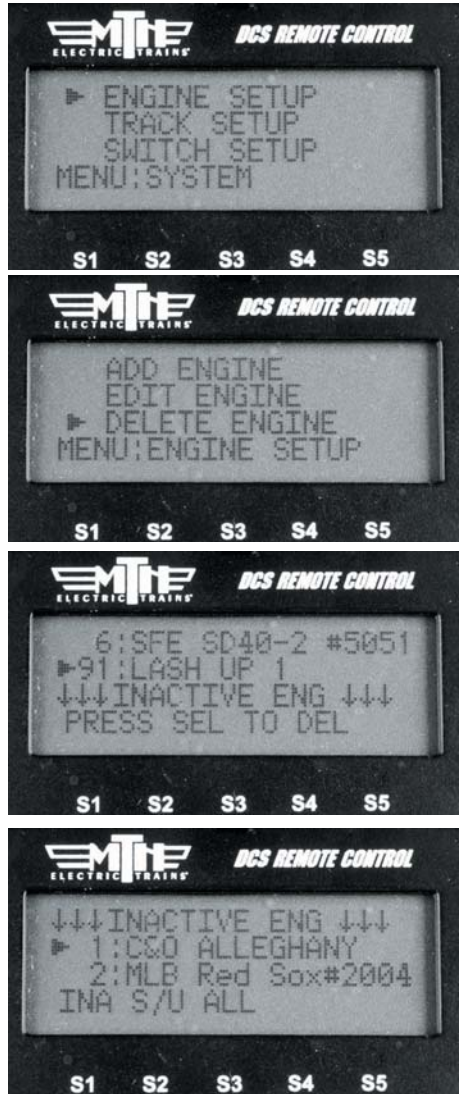 MTH
ELECTRIC TRAINS
DCS REMOTE CONTROL
ENGINE SETUP
TRACK SETUP
SWITCH SETUP
MENU:SYSTEM
S1 S2 S3 S4 S5
MTH
ELECTRIC TRAINS
DCS REMOTE CONTROL
ADD ENGINE
EDIT ENGINE
DELETE ENGINE
MENU:ENGINE SETUP
S1 S2 S3 S4 S5
MTH
ELECTRIC TRAINS
DCS REMOTE CONTROL
6:SFE SD40-2 #5051
91:LASH UP 1
↓↓↓INACTIVE ENG ↓↓↓
PRESS SEL TO DEL
S1 S2 S3 S4 S5
MTH
ELECTRIC TRAINS
DCS REMOTE CONTROL
↓↓↓INACTIVE ENG ↓↓↓
1:C&O ALLEGHANY
2:MLB Red Sox#2004
INA S/U ALL
S1 S2 S3 S4 S5